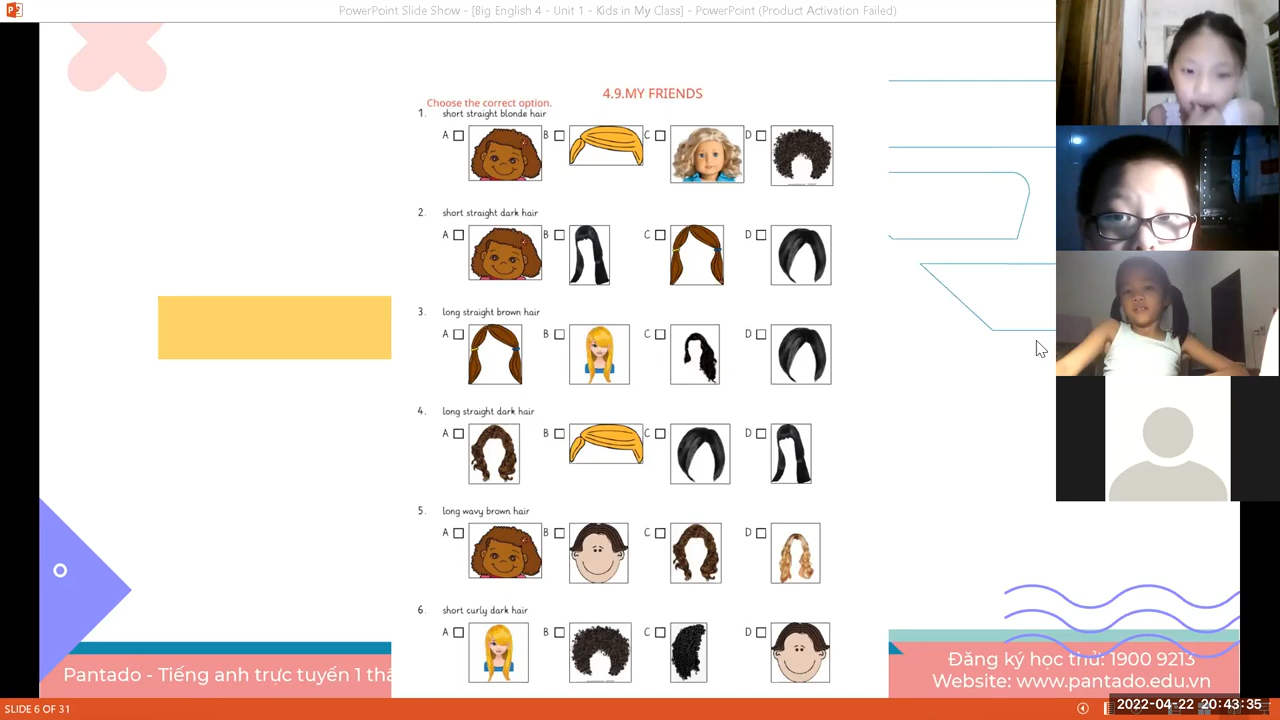 PowerPoint Slide Show - [Big English 4 - Unit 1 - Kids in My Class] - PowerPoint (Product Activation Failed)
4.9.MY FRIENDS
Choose the correct option.
1. short straight blonde hair
A B C D
2. short straight dark hair
A B C D
3. long straight brown hair
A B C D
4. long straight dark hair
A B C D
5. long wavy brown hair
A B C D
6. short curly dark hair
A B C D
Pantado - Tiếng anh trực tuyến 1 thầ
Đăng ký học thử: 1900 9213
Website: www.pantado.edu.vn
SLIDE 6 OF 31
2022-04-22 20:43:35